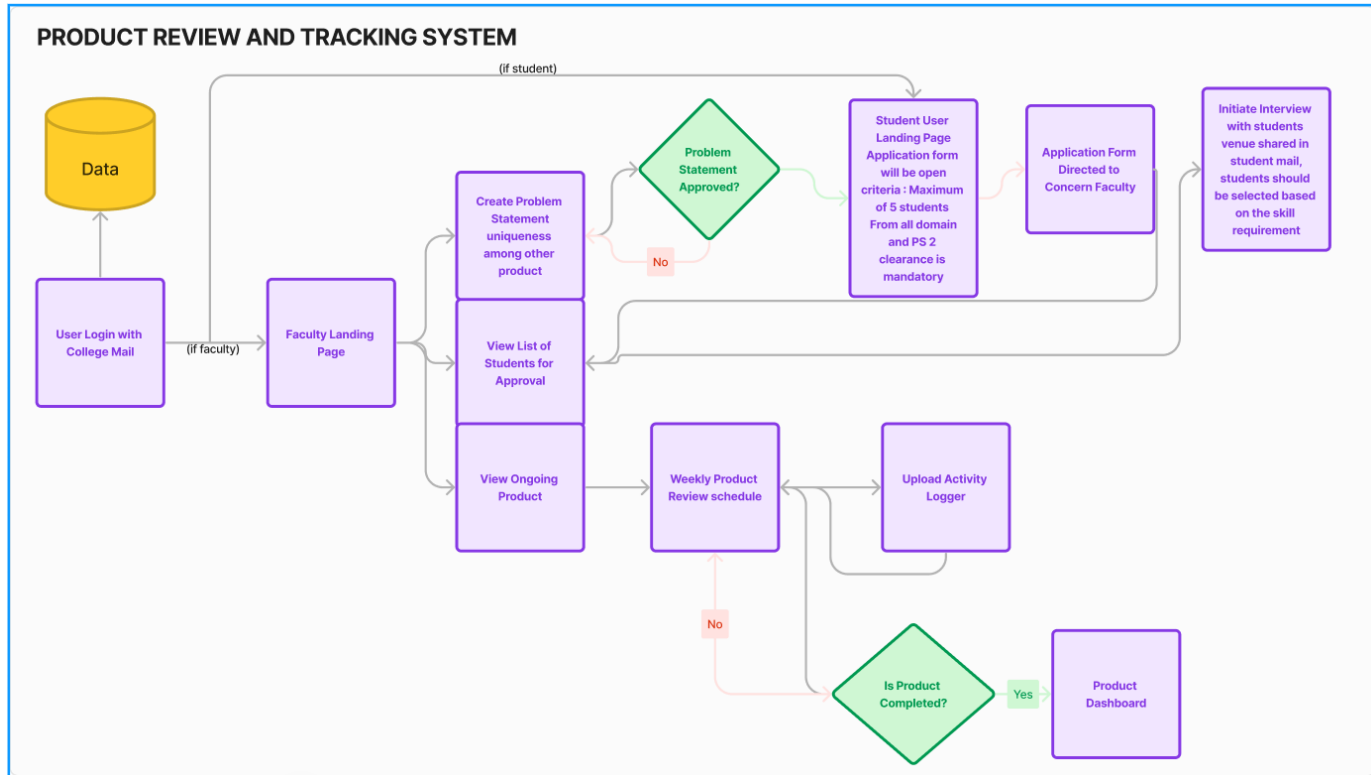 PRODUCT REVIEW AND TRACKING SYSTEM
(if student)
Data
User Login with
College Mail
(if faculty)
Faculty Landing
Page
Create Problem
Statement
uniqueness
among other
product
View List of
Students for
Approval
View Ongoing
Product
Problem
Statement
Approved?
No
Student User
Landing Page
Application form
will be open
criteria : Maximum
of 5 students
From all domain
and PS 2
clearance is
mandatory
Application Form
Directed to
Concern Faculty
Initiate Interview
with students
venue shared in
student mail,
students should
be selected based
on the skill
requirement
Weekly Product
Review schedule
Upload Activity
Logger
No
Is Product
Completed?
Yes
Product
Dashboard